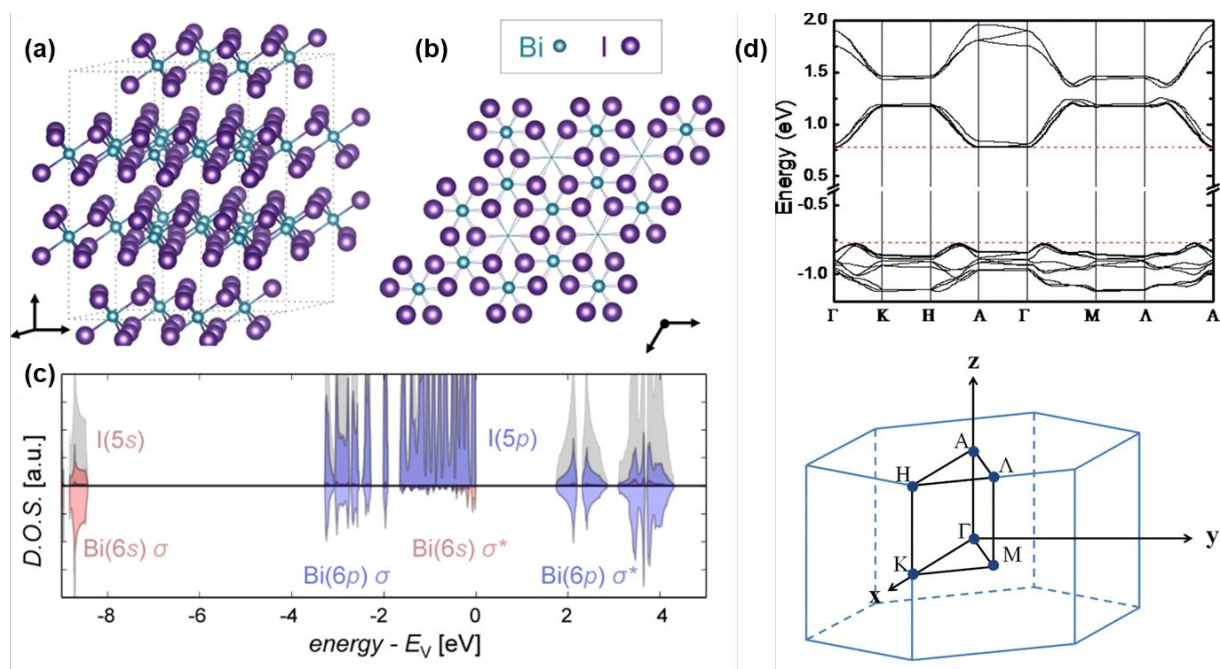 (a)
(b)
Bi I
(c)
I(5s)
I(5p)
Bi(6s) σ
Bi(6p) σ
Bi(6s) σ*
Bi(6p) σ*
D.O.S. [a.u.]
-8 -6 -4 -2 0 2 4
energy - E_V [eV]
(d)
Energy (eV)
2.0
1.5
1.0
0.5
-0.5
-1.0
Γ K H A Γ M Λ A
z
A
H Λ
Γ y
K M
x